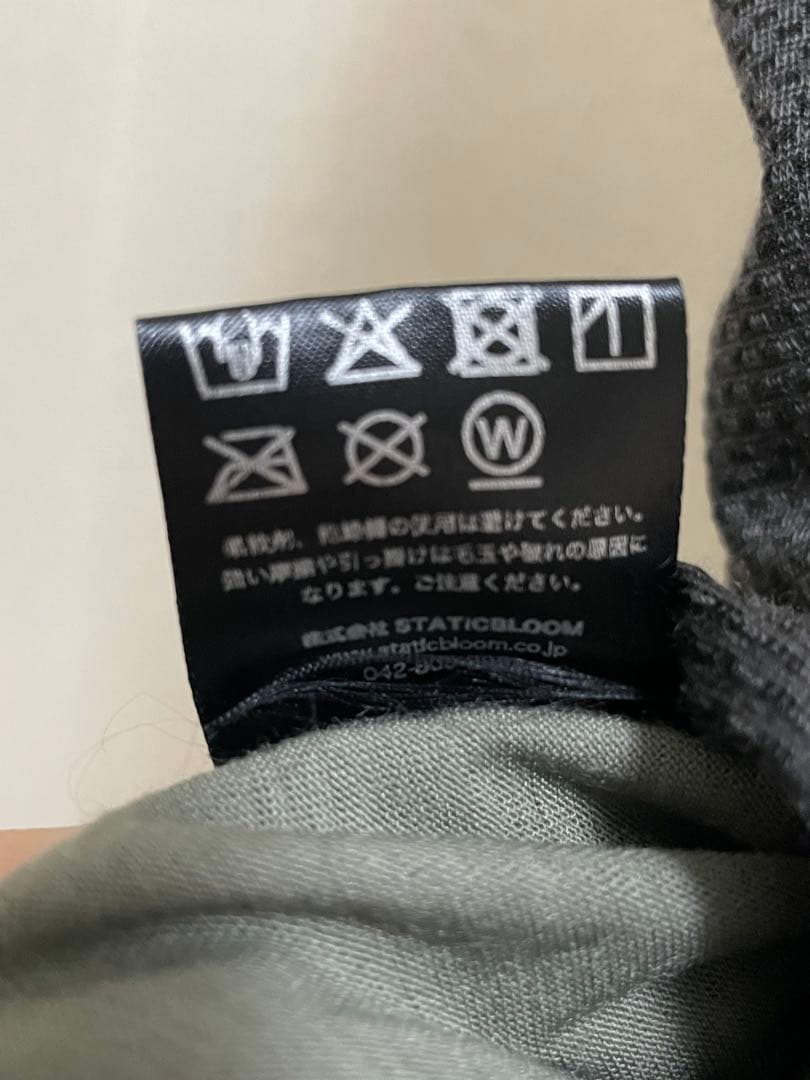 W
柔軟剤、乾燥機の使用は避けてください。
強い摩擦や引っ掛けは毛玉や破れの原因に
なります。ご注意ください。
株式会社 STATICBLOOM
www.staticbloom.co.jp
042-